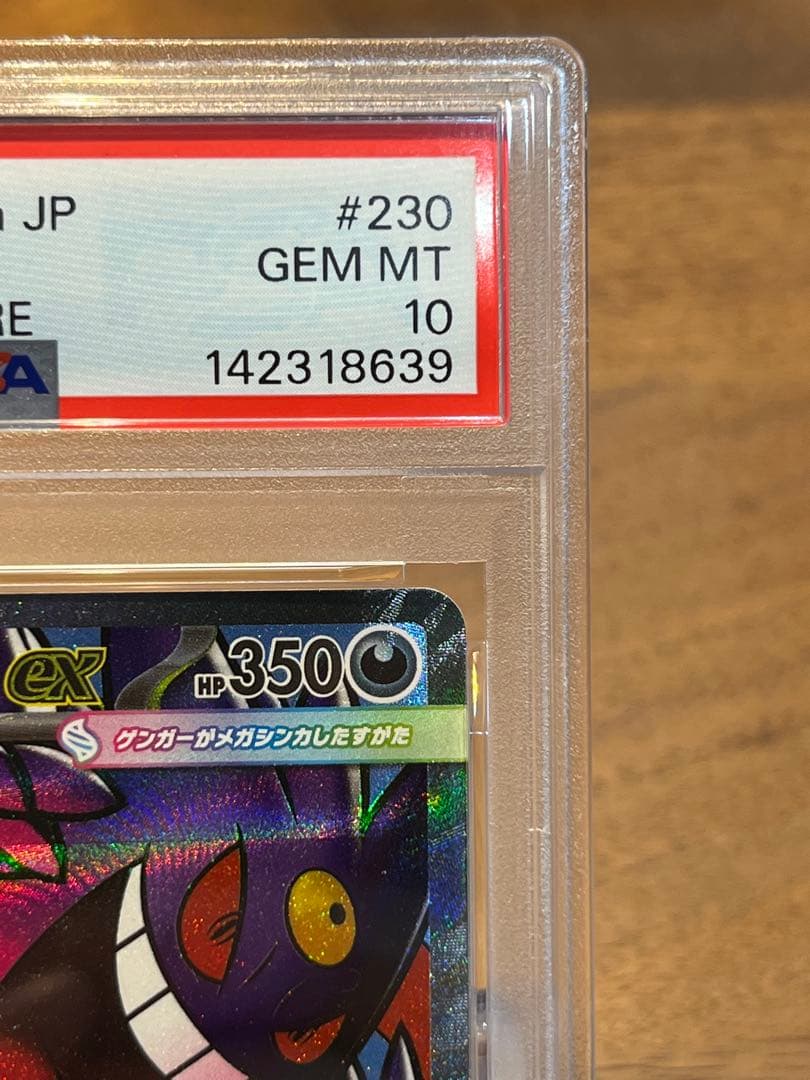 JP #230
GEM MT
RE 10
142318639
ex HP350
ゲンガーがメガシンカしたすがた